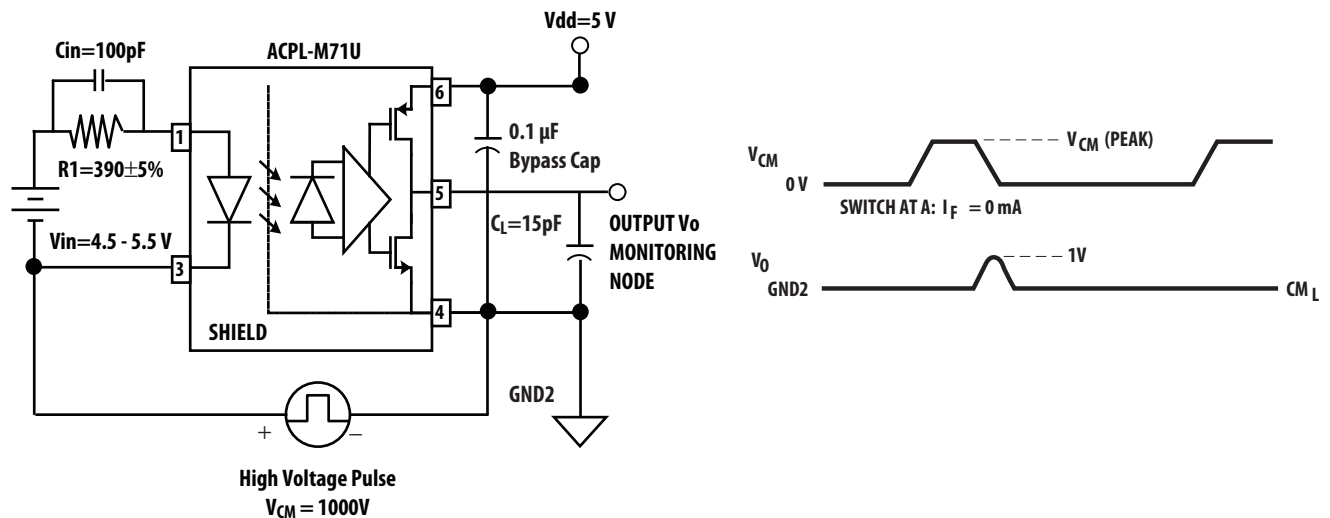 Vdd=5 V
Cin=100pF
ACPL-M71U
6
1
0.1 µF
Bypass Cap
R1=390±5%
5
CL=15pF
OUTPUT Vo
MONITORING
NODE
Vin=4.5 - 5.5 V
3
4
SHIELD
GND2
+
–
High Voltage Pulse
VCM = 1000V
VCM (PEAK)
VCM
0 V
SWITCH AT A: IF = 0 mA
VO
1V
GND2
CML